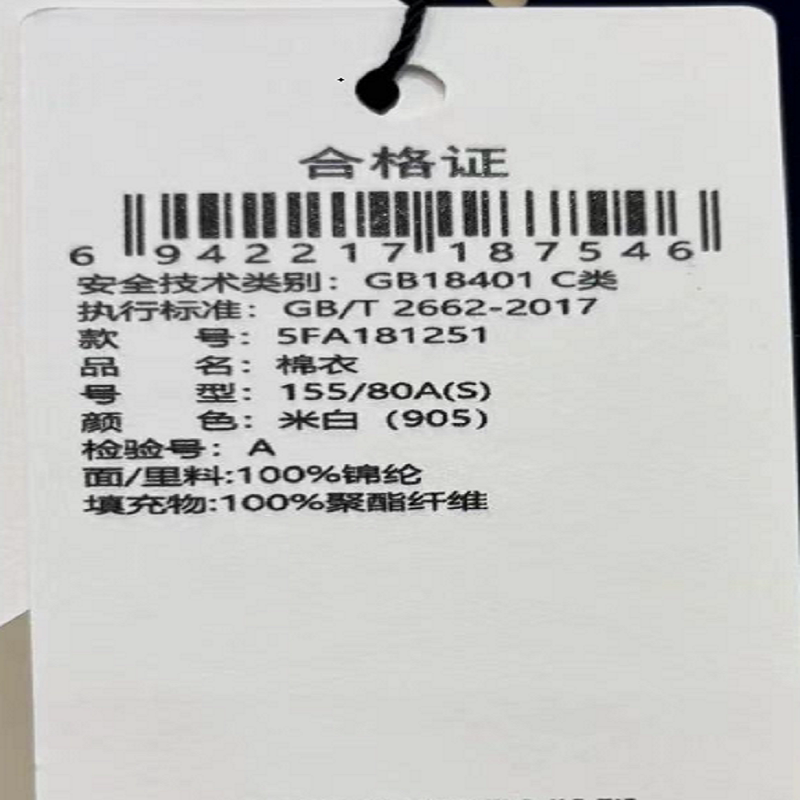 合格证
6 942217 187546
安全技术类别：GB18401 C类
执行标准：GB/T 2662-2017
款 号：5FA181251
品 名：棉衣
号 型：155/80A(S)
颜 色：米白（905）
检验号：A
面/里料:100%锦纶
填充物:100%聚酯纤维